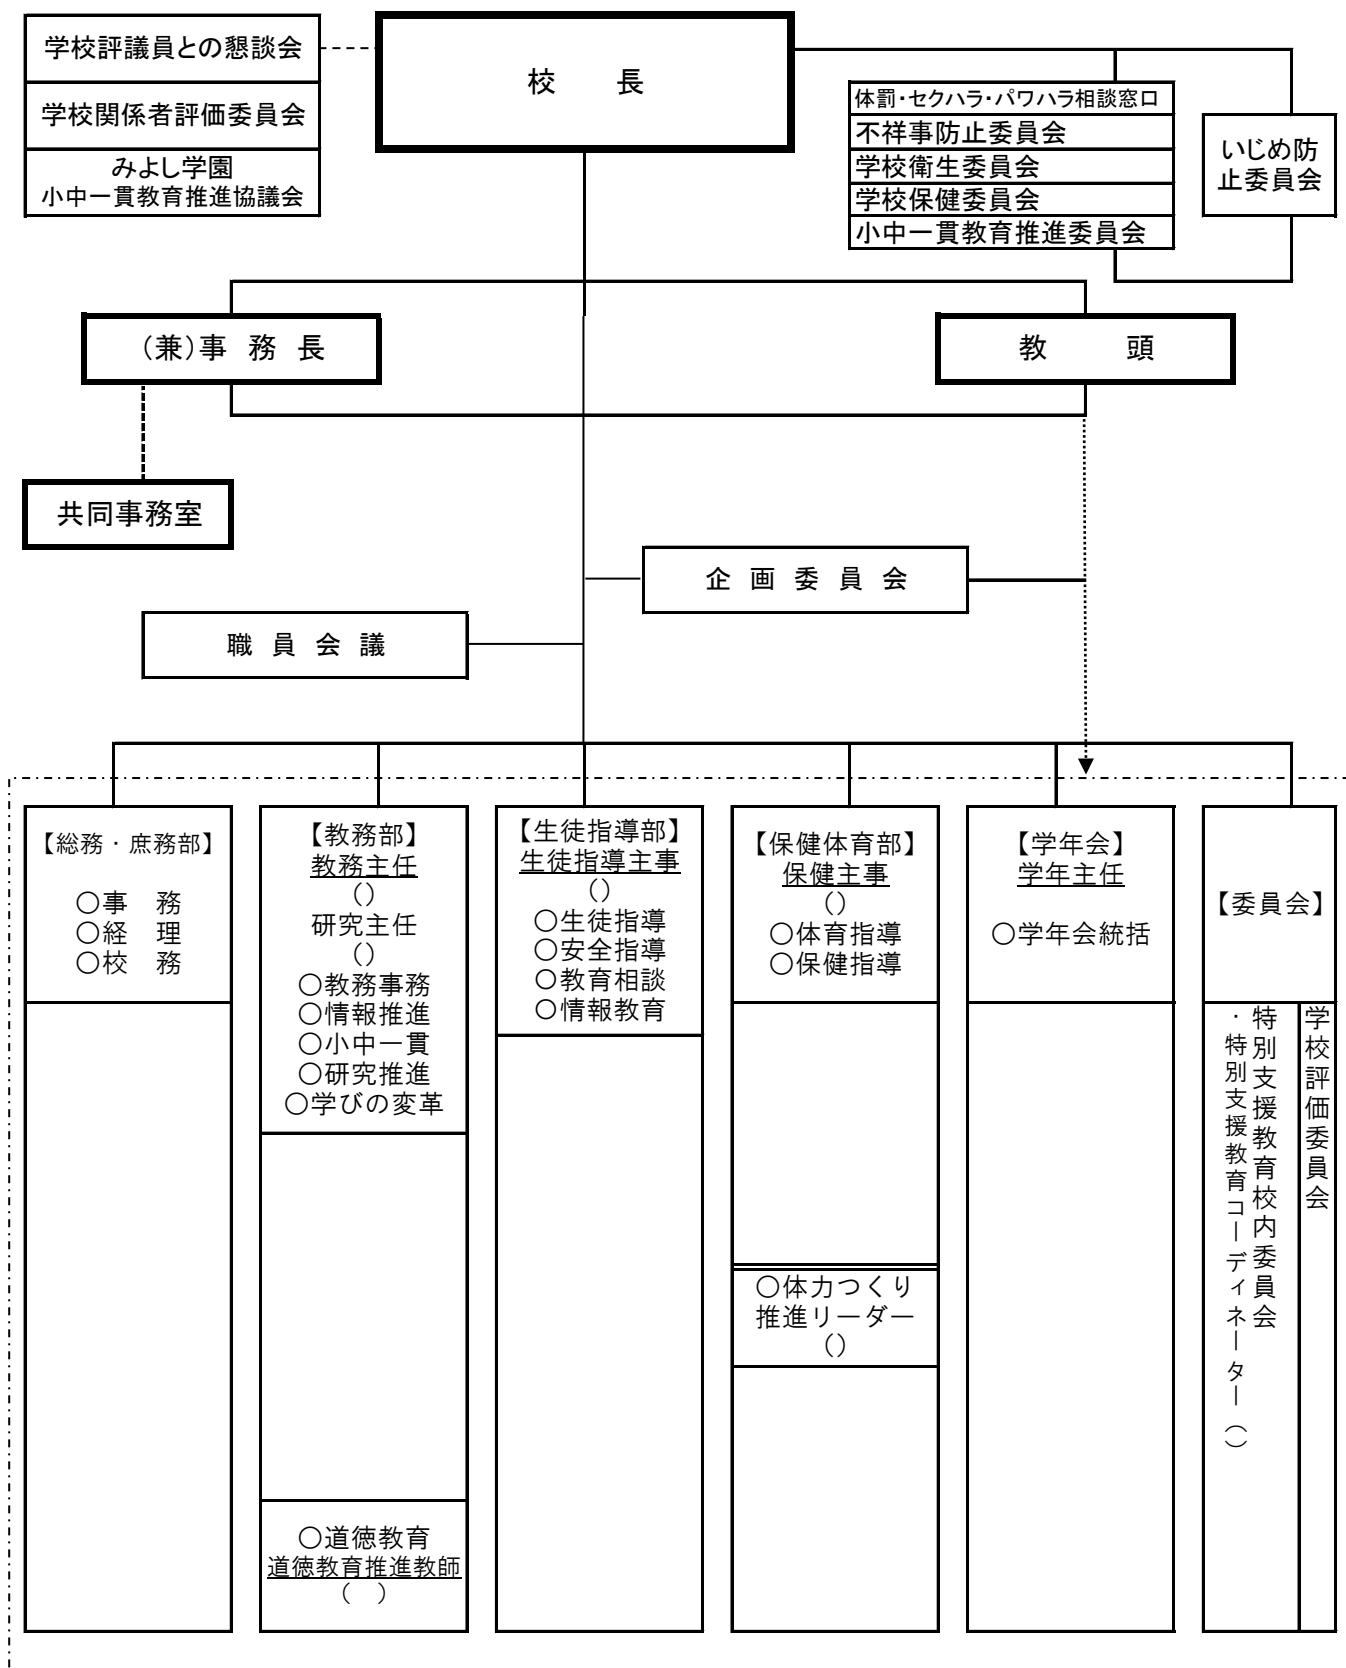 学校評議員との懇談会
学校関係者評価委員会
みよし学園
小中一貫教育推進協議会
校　長
体罰・セクハラ・パワハラ相談窓口
不祥事防止委員会
学校衛生委員会
学校保健委員会
小中一貫教育推進委員会
いじめ防
止委員会
(兼)事 務 長
教　頭
共同事務室
企 画 委 員 会
職 員 会 議
【総務・庶務部】
○事　務
○経　理
○校　務
【教務部】
教務主任
()
研究主任
()
○教務事務
○情報推進
○小中一貫
○研究推進
○学びの変革
○道徳教育
道徳教育推進教師
(　)
【生徒指導部】
生徒指導主事
()
○生徒指導
○安全指導
○教育相談
○情報教育
【保健体育部】
保健主事
()
○体育指導
○保健指導
○体力つくり
推進リーダー
()
【学年会】
学年主任
○学年会統括
【委員会】
学校評価委員会
特別支援教育校内委員会
・特別支援教育コーディネーター()